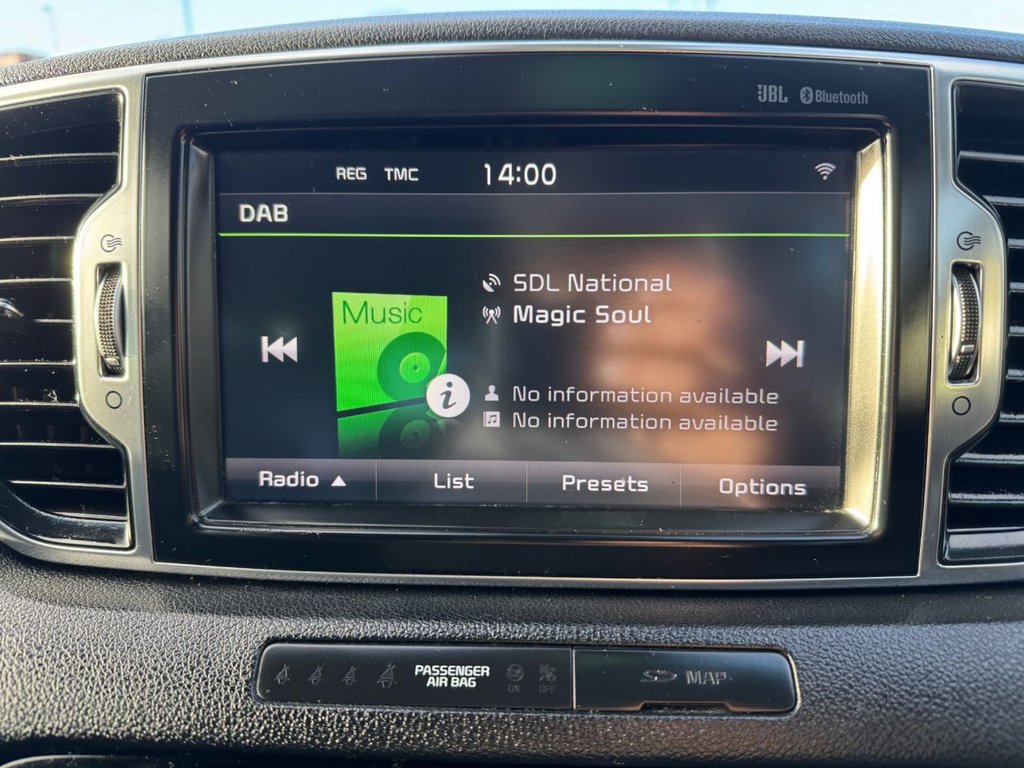 JBL Bluetooth
REG TMC 14:00
DAB
SDL National
Music
Magic Soul
i
No information available
No information available
Radio List Presets Options
PASSENGER
AIR BAG
ON OFF
SD MAP